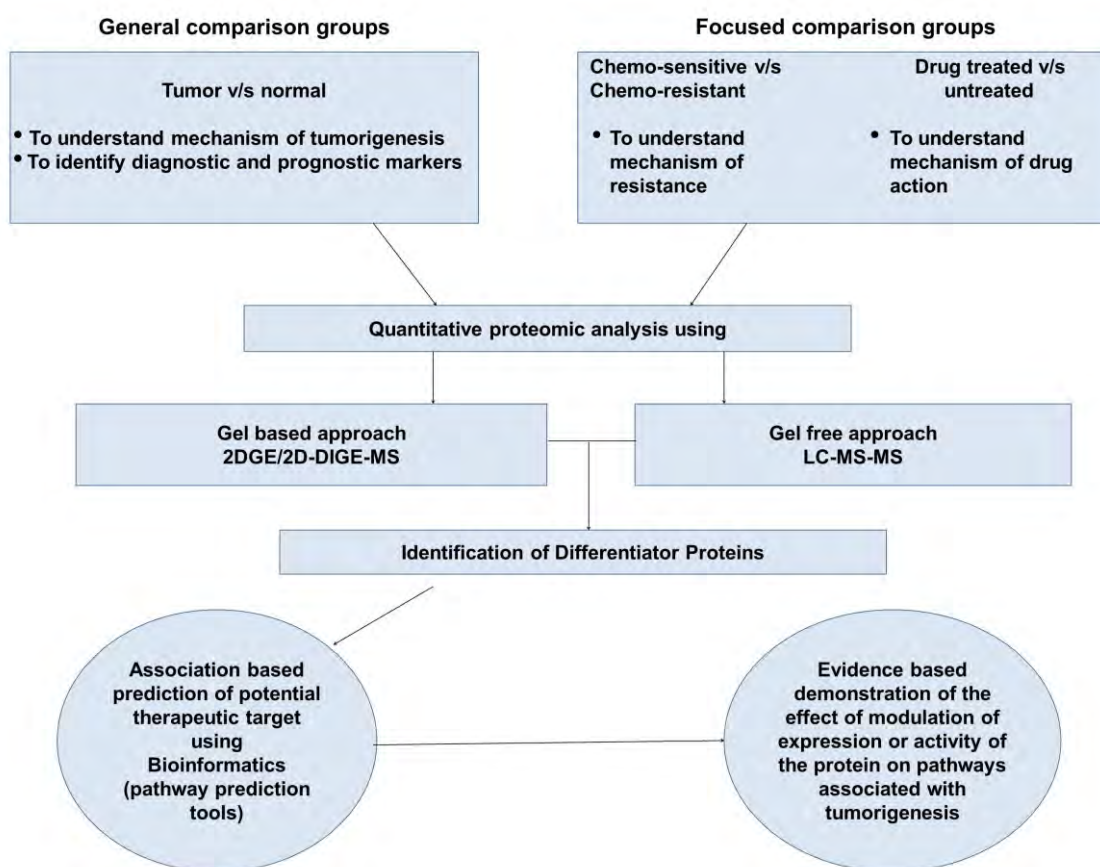 General comparison groups
Focused comparison groups
Tumor v/s normal
• To understand mechanism of tumorigenesis
• To identify diagnostic and prognostic markers
Chemo-sensitive v/s
Chemo-resistant
• To understand
mechanism of
resistance
Drug treated v/s
untreated
• To understand
mechanism of drug
action
Quantitative proteomic analysis using
Gel based approach
2DGE/2D-DIGE-MS
Gel free approach
LC-MS-MS
Identification of Differentiator Proteins
Association based
prediction of potential
therapeutic target
using
Bioinformatics
(pathway prediction
tools)
Evidence based
demonstration of the
effect of modulation of
expression or activity of
the protein on pathways
associated with
tumorigenesis